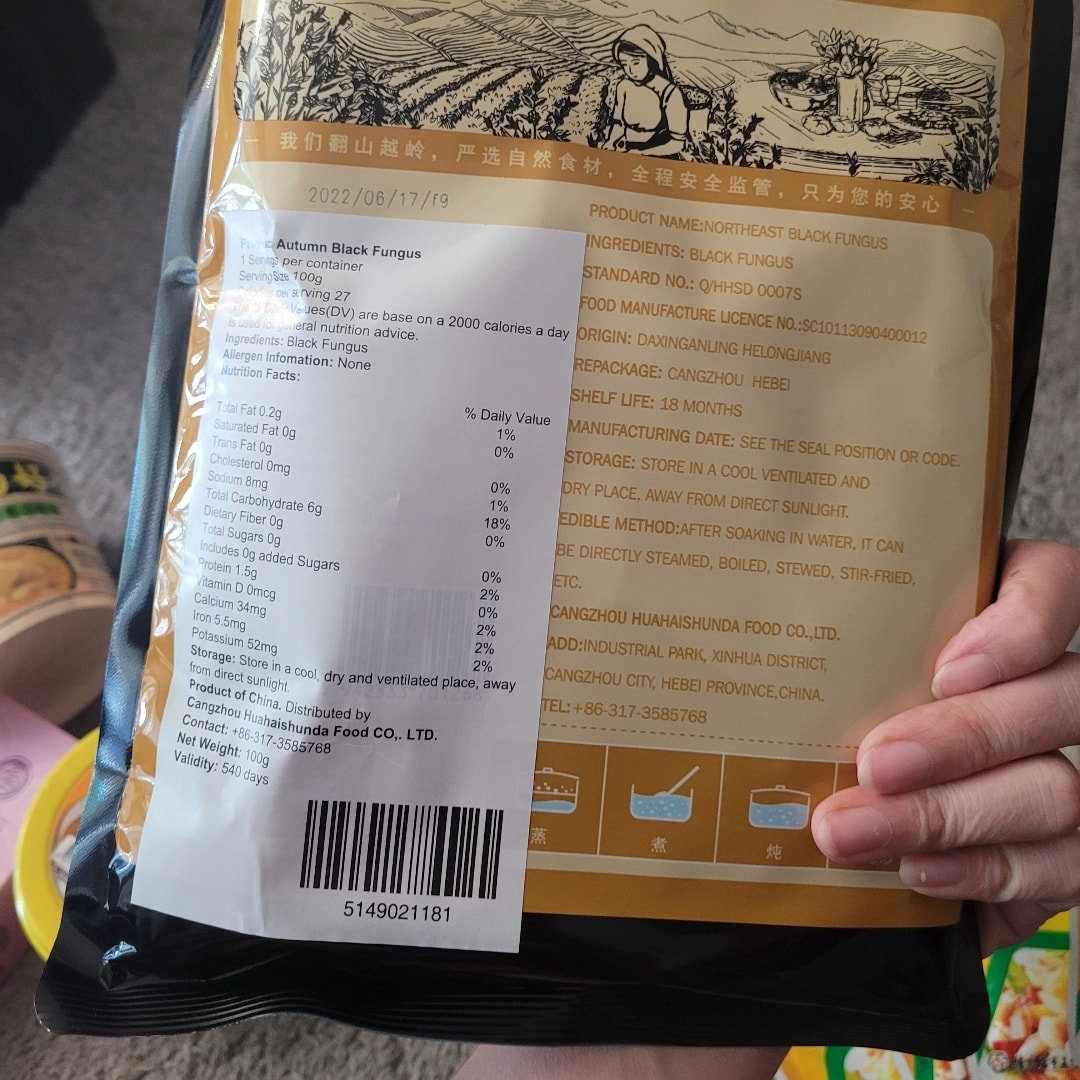 — 我们翻山越岭，严选自然食材，全程安全监管，只为您的安心 —
2022/06/17/f9
Autumn Black Fungus
1 Serving per container
Serving Size 100g
Calories per serving 27
Values(DV) are base on a 2000 calories a day
is used for general nutrition advice.
Ingredients: Black Fungus
Allergen Infomation: None
Nutrition Facts:
% Daily Value
Total Fat 0.2g 1%
Saturated Fat 0g 0%
Trans Fat 0g
Cholesterol 0mg 0%
Sodium 8mg 1%
Total Carbohydrate 6g 18%
Dietary Fiber 0g 0%
Total Sugars 0g
Includes 0g added Sugars 0%
Protein 1.5g 2%
Vitamin D 0mcg 0%
Calcium 34mg 2%
Iron 5.5mg 2%
Potassium 52mg 2%
Storage: Store in a cool, dry and ventilated place, away
from direct sunlight.
Product of China. Distributed by
Cangzhou Huahaishunda Food CO,. LTD.
Contact: +86-317-3585768
Net Weight: 100g
Validity: 540 days
5149021181
PRODUCT NAME:NORTHEAST BLACK FUNGUS
INGREDIENTS: BLACK FUNGUS
STANDARD NO.: Q/HHSD 0007S
FOOD MANUFACTURE LICENCE NO.:SC10113090400012
ORIGIN: DAXINGANLING HELONGJIANG
REPACKAGE: CANGZHOU HEBEI
SHELF LIFE: 18 MONTHS
MANUFACTURING DATE: SEE THE SEAL POSITION OR CODE.
STORAGE: STORE IN A COOL VENTILATED AND
DRY PLACE, AWAY FROM DIRECT SUNLIGHT.
EDIBLE METHOD:AFTER SOAKING IN WATER, IT CAN
BE DIRECTLY STEAMED, BOILED, STEWED, STIR-FRIED,
ETC.
CANGZHOU HUAHAISHUNDA FOOD CO.,LTD.
ADD:INDUSTRIAL PARK, XINHUA DISTRICT,
CANGZHOU CITY, HEBEI PROVINCE,CHINA.
TEL:+86-317-3585768
蒸
煮
炖